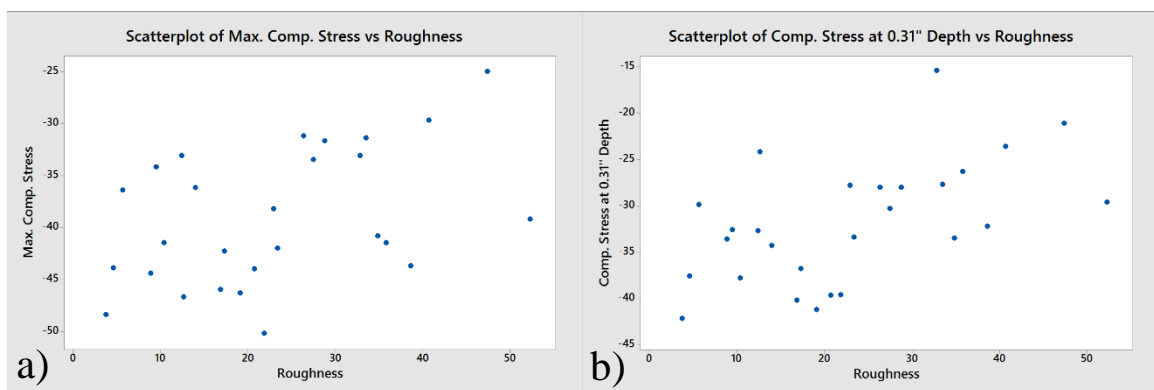 Scatterplot of Max. Comp. Stress vs Roughness
Max. Comp. Stress
-25
-30
-35
-40
-45
-50
0 10 20 30 40 50
Roughness
a)
Scatterplot of Comp. Stress at 0.31" Depth vs Roughness
Comp. Stress at 0.31" Depth
-15
-20
-25
-30
-35
-40
-45
0 10 20 30 40 50
Roughness
b)